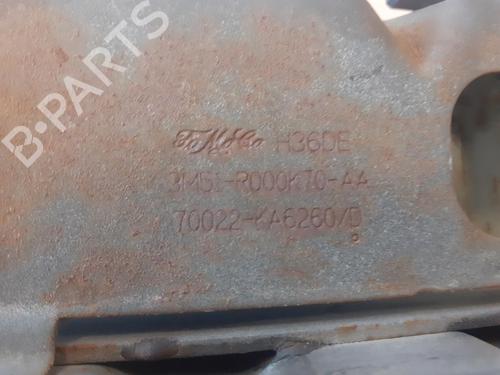 B-PARTS
FoMoCo H36DE
3M51-R000K70-AA
70022-KA6260/D